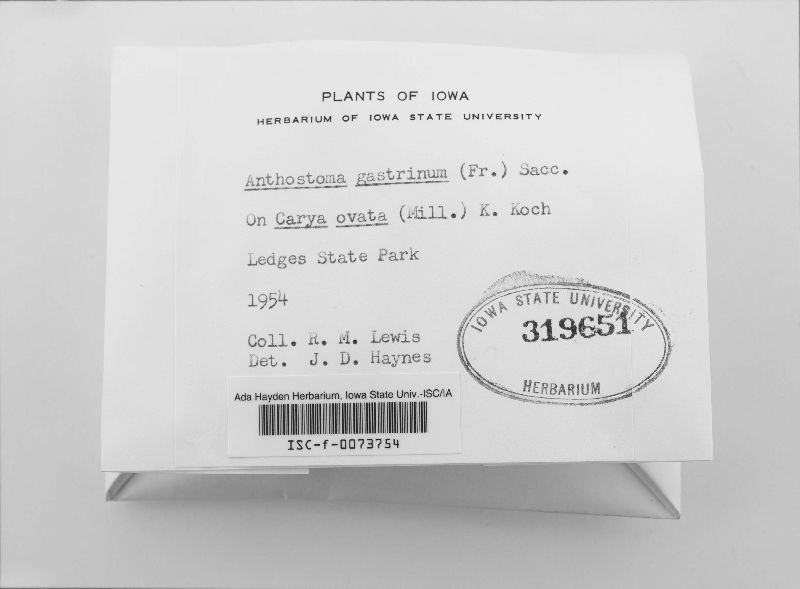 PLANTS OF IOWA
HERBARIUM OF IOWA STATE UNIVERSITY
Anthostoma gastrinum (Fr.) Sacc.
On Carya ovata (Mill.) K. Koch
Ledges State Park
1954
Coll. R. M. Lewis
Det. J. D. Haynes
IOWA STATE UNIVERSITY
319651
HERBARIUM
Ada Hayden Herbarium, Iowa State Univ.-ISC/IA
ISC-f-0073754